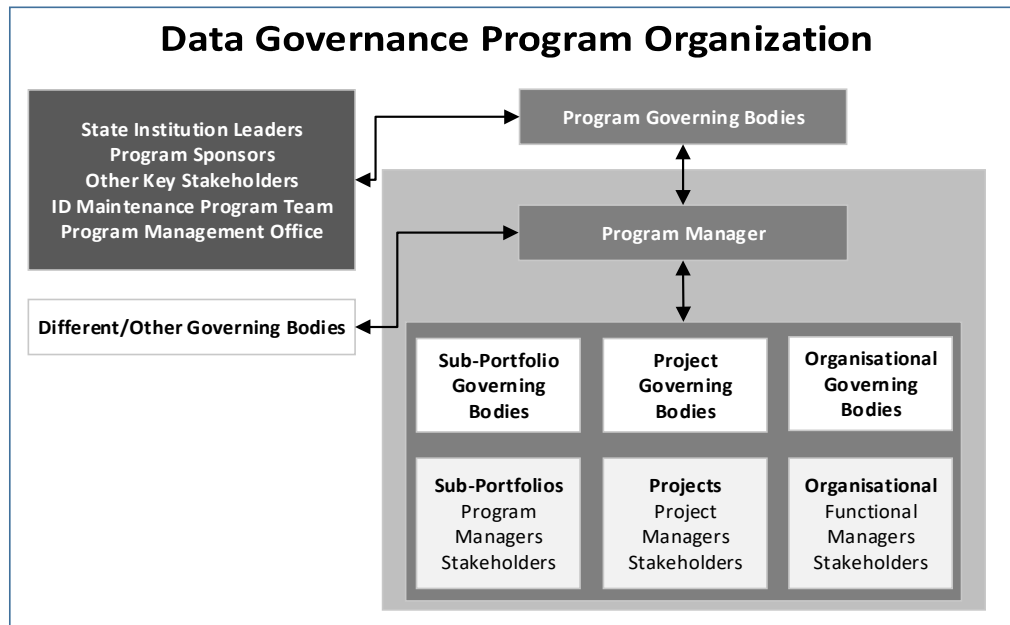 Data Governance Program Organization
State Institution Leaders
Program Sponsors
Other Key Stakeholders
ID Maintenance Program Team
Program Management Office
Program Governing Bodies
Program Manager
Different/Other Governing Bodies
Sub-Portfolio
Governing
Bodies
Project
Governing
Bodies
Organisational
Governing
Bodies
Sub-Portfolios
Program
Managers
Stakeholders
Projects
Project
Managers
Stakeholders
Organisational
Functional
Managers
Stakeholders